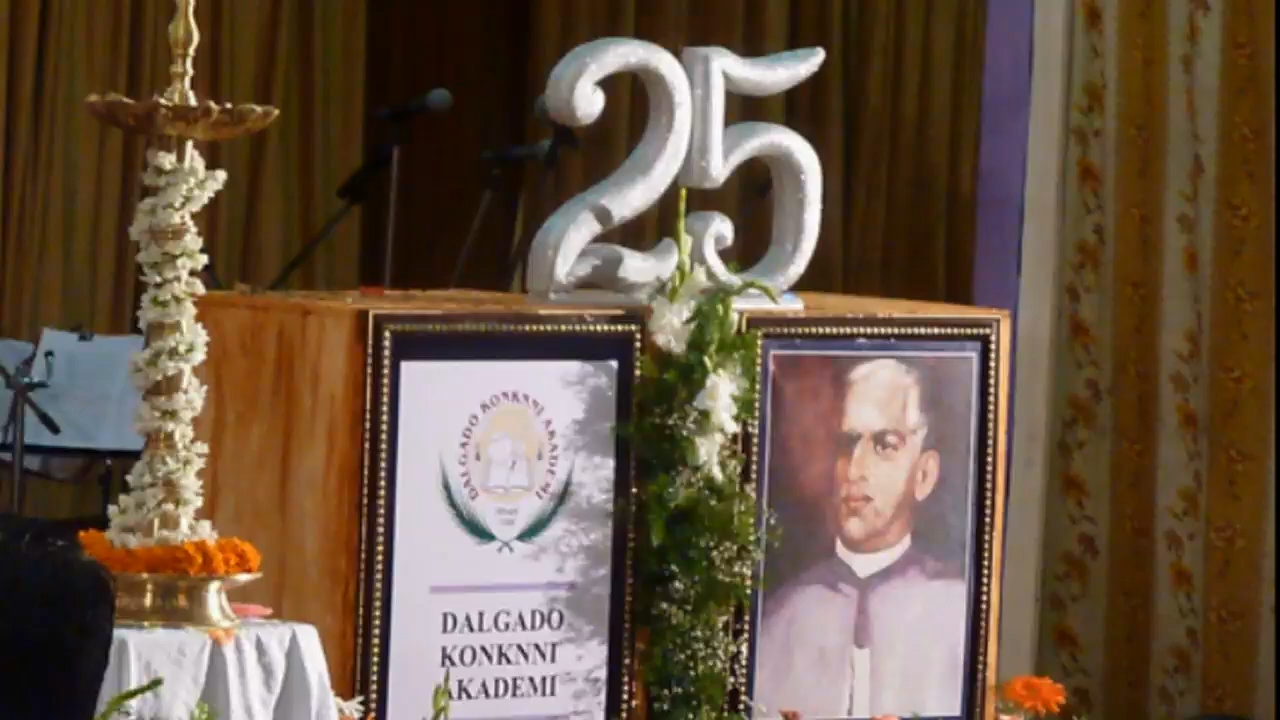 25
DALGADO KONKNNI AKADEMI
DALGADO
KONKNNI
AKADEMI